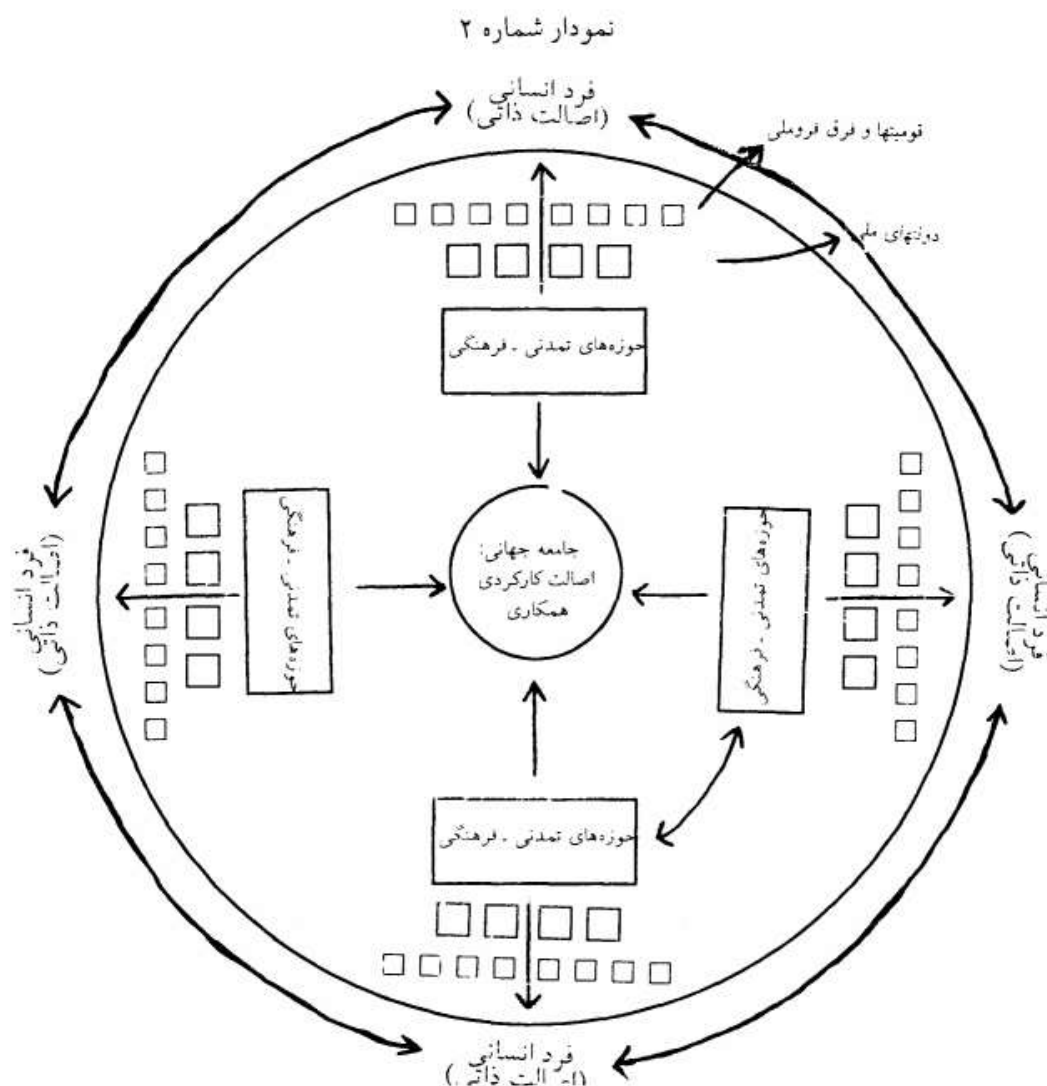 نمودار شماره ۲
فرد انسانی
(اصالت ذاتی)
قومیتها و فرق فروملی
دولتهای ملی
حوزه‌های تمدنی ـ فرهنگی
حوزه‌های تمدنی ـ فرهنگی
جامعه جهانی:
اصالت کارکردی
همکاری
حوزه‌های تمدنی ـ فرهنگی
فرد انسانی
(اصالت ذاتی)
فرد انسانی
(اصالت ذاتی)
حوزه‌های تمدنی ـ فرهنگی
فرد انسانی
(اصالت ذاتی)